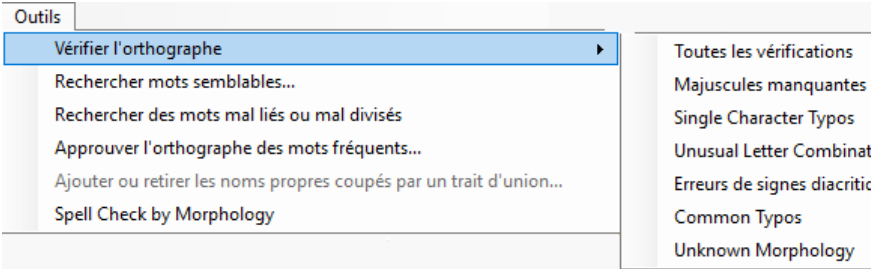 Outils
Vérifier l'orthographe
Rechercher mots semblables...
Rechercher des mots mal liés ou mal divisés
Approuver l'orthographe des mots fréquents...
Ajouter ou retirer les noms propres coupés par un trait d'union...
Spell Check by Morphology
Toutes les vérifications
Majuscules manquantes
Single Character Typos
Unusual Letter Combinat
Erreurs de signes diacritic
Common Typos
Unknown Morphology